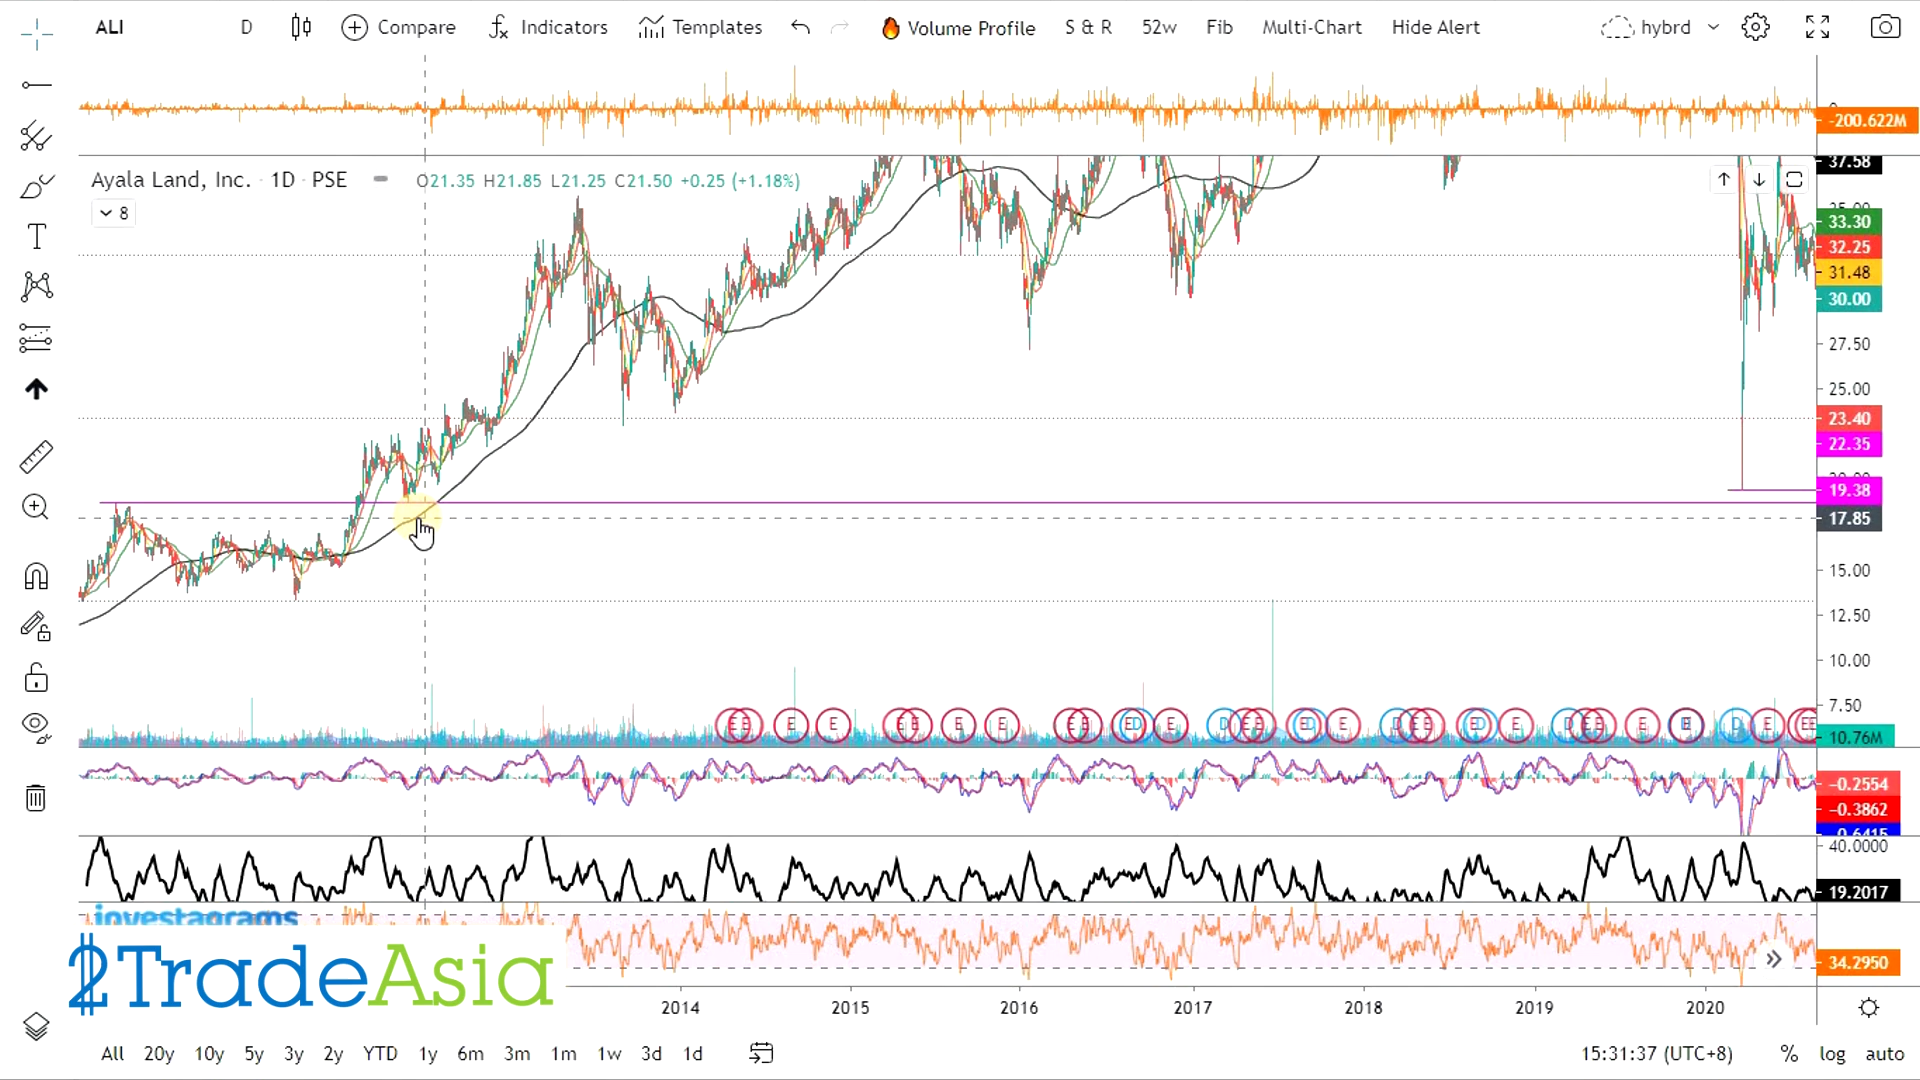 ALI D Compare Indicators Templates Volume Profile S & R 52w Fib Multi-Chart Hide Alert hybrd
-200.622M
Ayala Land, Inc. · 1D · PSE O21.35 H21.85 L21.25 C21.50 +0.25 (+1.18%)
8
37.58
33.30
32.25
31.48
30.00
27.50
25.00
23.40
22.35
19.38
17.85
15.00
12.50
10.00
7.50
10.76M
-0.2554
-0.3862
40.0000
19.2017
investagrams
34.2950
2TradeAsia
2014 2015 2016 2017 2018 2019 2020
All 20y 10y 5y 3y 2y YTD 1y 6m 3m 1m 1w 3d 1d 15:31:37 (UTC+8) % log auto